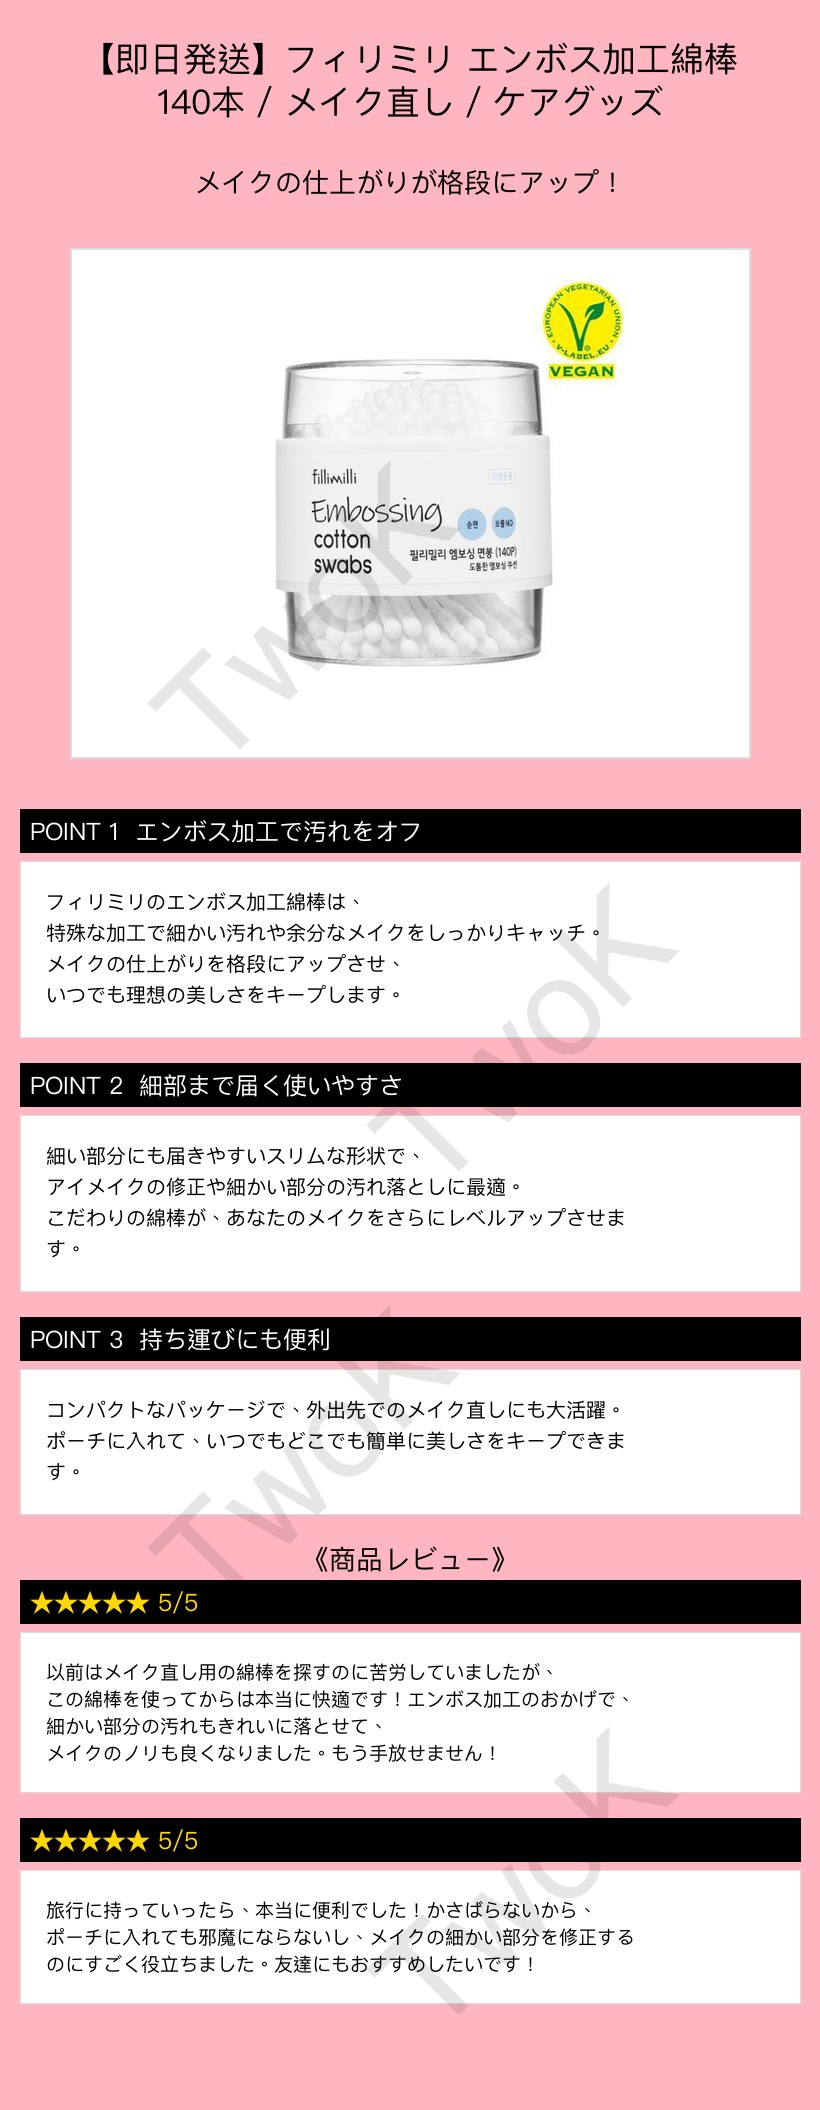 【即日発送】フィリミリ エンボス加工綿棒
140本 / メイク直し / ケアグッズ
メイクの仕上がりが格段にアップ！
EUROPEAN VEGETARIAN UNION
V-LABEL.EU
VEGAN
fillimilli
위생용품
Embossing
cotton
swabs
순면
보풀NO
필리밀리 엠보싱 면봉 (140P)
도톰한 엠보싱 쿠션
TwoK
POINT 1 エンボス加工で汚れをオフ
フィリミリのエンボス加工綿棒は、
特殊な加工で細かい汚れや余分なメイクをしっかりキャッチ。
メイクの仕上がりを格段にアップさせ、
いつでも理想の美しさをキープします。
TwoK
POINT 2 細部まで届く使いやすさ
細い部分にも届きやすいスリムな形状で、
アイメイクの修正や細かい部分の汚れ落としに最適。
こだわりの綿棒が、あなたのメイクをさらにレベルアップさせま
す。
POINT 3 持ち運びにも便利
コンパクトなパッケージで、外出先でのメイク直しにも大活躍。
ポーチに入れて、いつでもどこでも簡単に美しさをキープできま
す。
TwoK
《商品レビュー》
★★★★★ 5/5
以前はメイク直し用の綿棒を探すのに苦労していましたが、
この綿棒を使ってからは本当に快適です！エンボス加工のおかげで、
細かい部分の汚れもきれいに落とせて、
メイクのノリも良くなりました。もう手放せません！
★★★★★ 5/5
旅行に持っていったら、本当に便利でした！かさばらないから、
ポーチに入れても邪魔にならないし、メイクの細かい部分を修正する
のにすごく役立ちました。友達にもおすすめしたいです！
TwoK